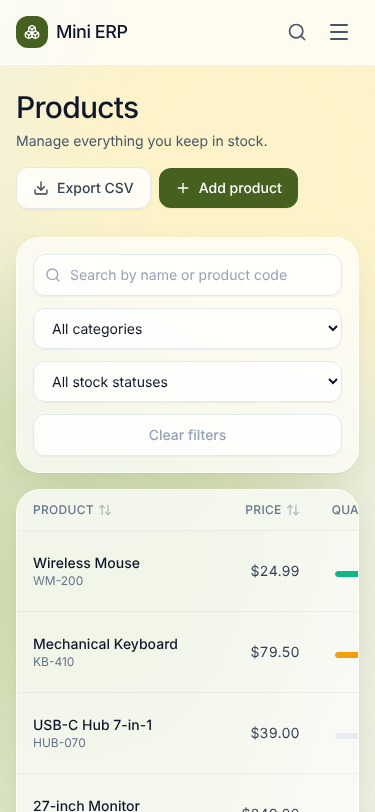 Mini ERP
Products
Manage everything you keep in stock.
Export CSV
Add product
Search by name or product code
All categories
All stock statuses
Clear filters
PRODUCT PRICE QUA
Wireless Mouse
$24.99
WM-200
Mechanical Keyboard
$79.50
KB-410
USB-C Hub 7-in-1
$39.00
HUB-070
27-inch Monitor